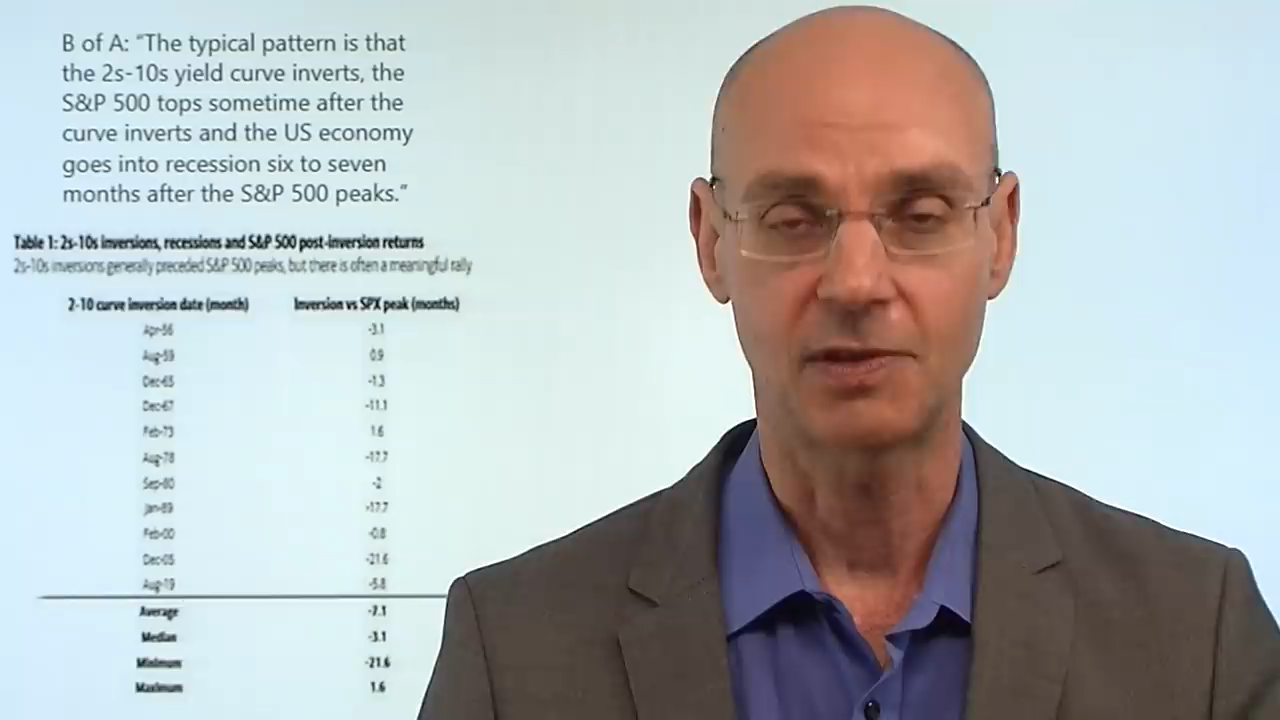 B of A: “The typical pattern is that
the 2s-10s yield curve inverts, the
S&P 500 tops sometime after the
curve inverts and the US economy
goes into recession six to seven
months after the S&P 500 peaks.”
Table 1: 2s-10s inversions, recessions and S&P 500 post-inversion returns
2s-10s inversions generally preceded S&P 500 peaks, but there is often a meaningful rally
2-10 curve inversion date (month) Inversion vs SPX peak (months)
Apr-56 -3.1
Aug-59 0.9
Dec-65 -1.3
Dec-67 -11.1
Feb-73 1.6
Aug-78 -17.7
Sep-80 -2
Jan-89 -17.7
Feb-00 -0.8
Dec-05 -21.6
Aug-19 -5.8
Average -7.1
Median -3.1
Minimum -21.6
Maximum 1.6